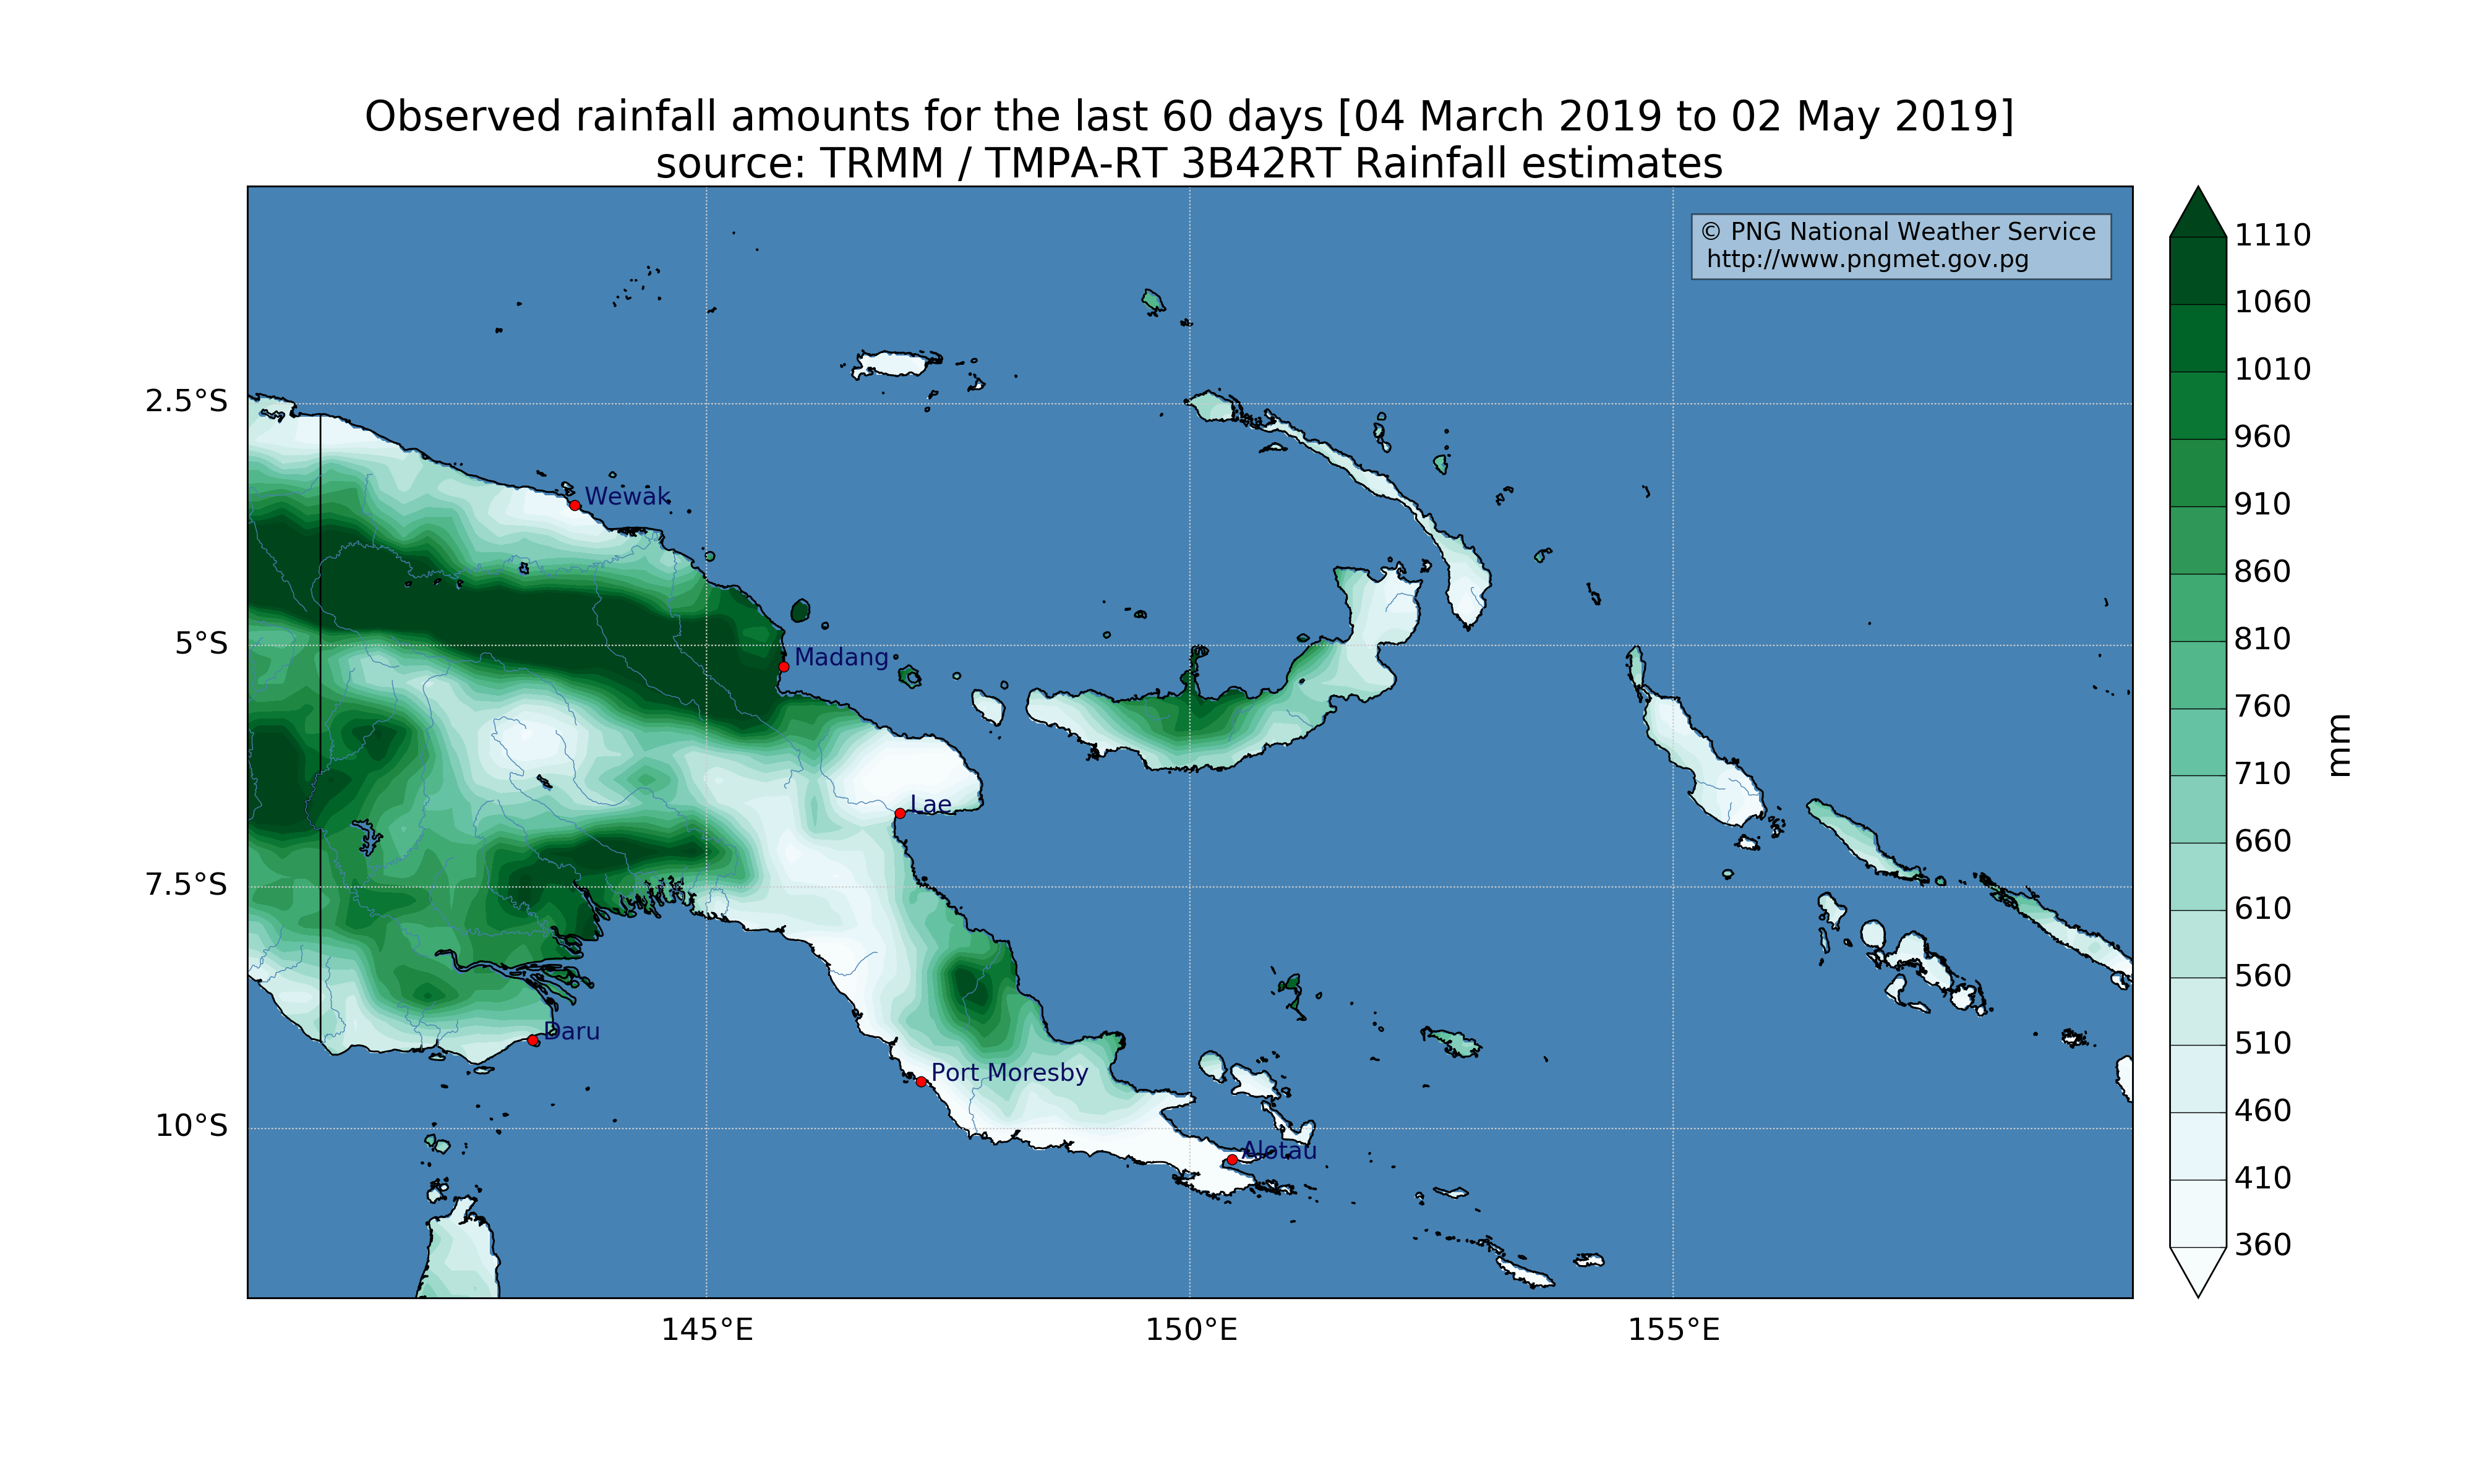 Observed rainfall amounts for the last 60 days [04 March 2019 to 02 May 2019]
source: TRMM / TMPA-RT 3B42RT Rainfall estimates
© PNG National Weather Service
http://www.pngmet.gov.pg
1110
1060
1010
960
910
860
810
760
710
660
610
560
510
460
410
360
mm
2.5°S
5°S
7.5°S
10°S
Wewak
Madang
Lae
Daru
Port Moresby
Alotau
145°E
150°E
155°E